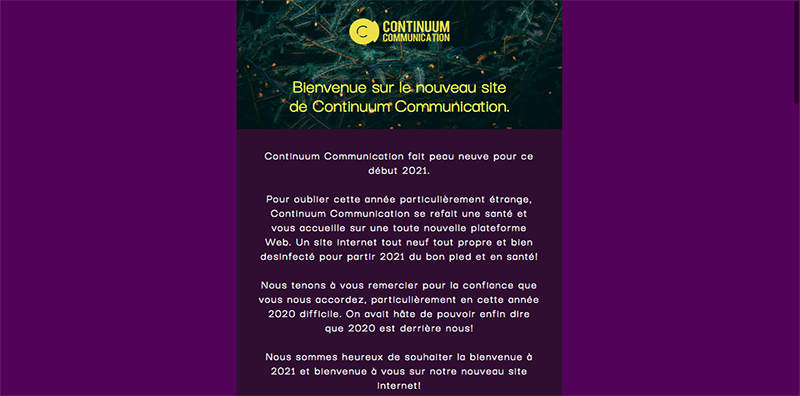 C
CONTINUUM
COMMUNICATION
Bienvenue sur le nouveau site
de Continuum Communication.
Continuum Communication fait peau neuve pour ce
début 2021.
Pour oublier cette année particulièrement étrange,
Continuum Communication se refait une santé et
vous accueille sur une toute nouvelle plateforme
Web. Un site internet tout neuf tout propre et bien
desinfecté pour partir 2021 du bon pied et en santé!
Nous tenons à vous remercier pour la confiance que
vous nous accordez, particulièrement en cette année
2020 difficile. On avait hâte de pouvoir enfin dire
que 2020 est derrière nous!
Nous sommes heureux de souhaiter la bienvenue à
2021 et bienvenue à vous sur notre nouveau site
Internet!